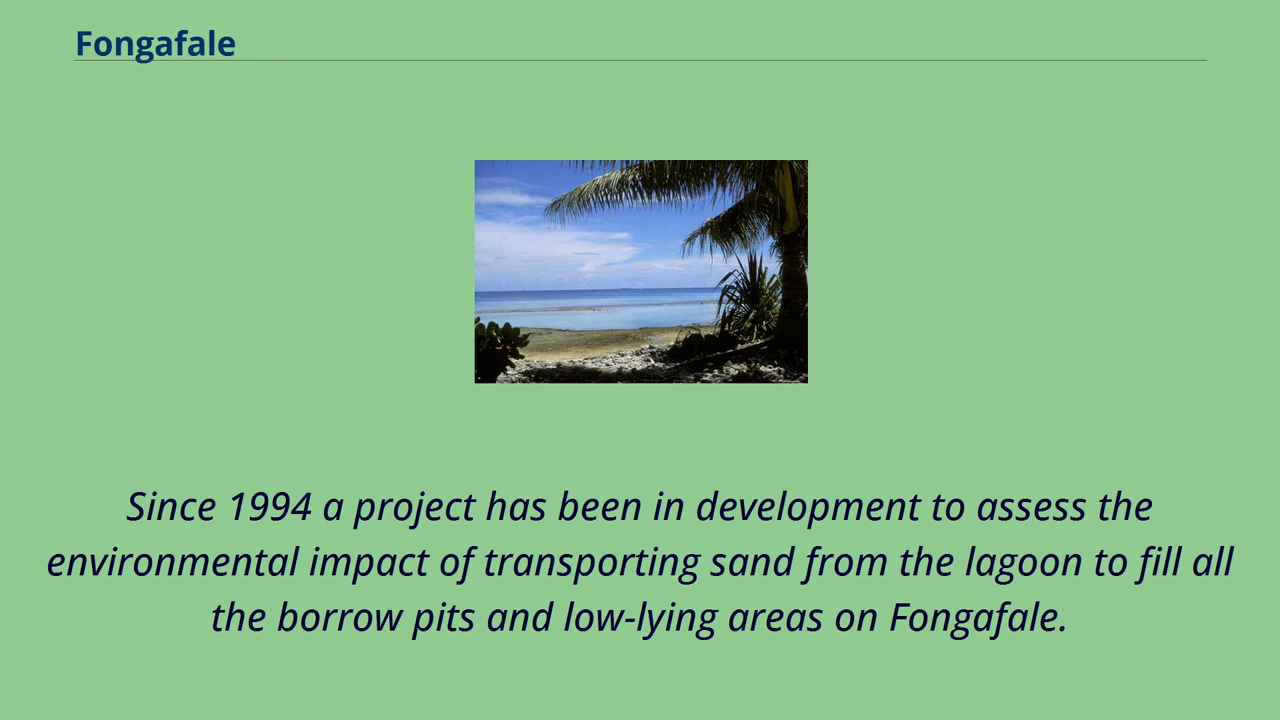 Fongafale
Since 1994 a project has been in development to assess the
environmental impact of transporting sand from the lagoon to fill all
the borrow pits and low-lying areas on Fongafale.